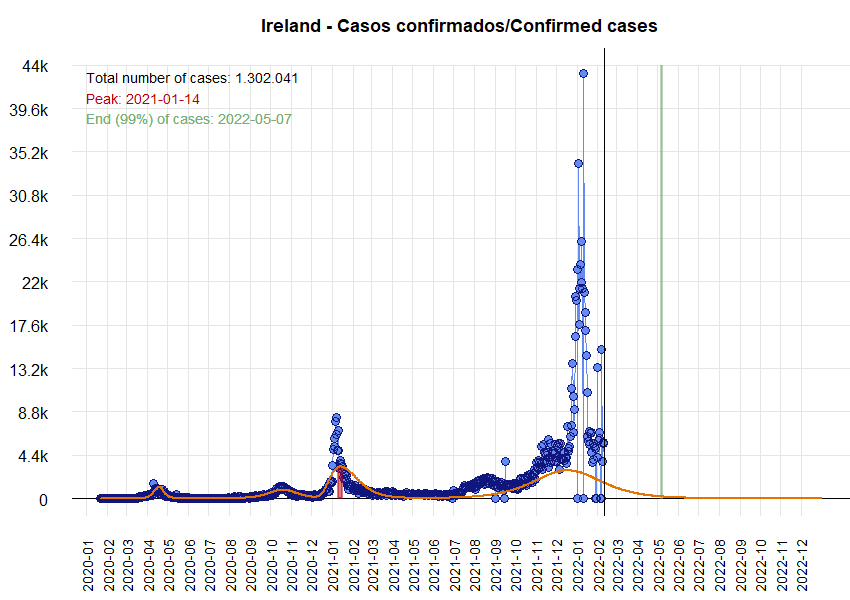 Ireland - Casos confirmados/Confirmed cases
44k
Total number of cases: 1.302.041
Peak: 2021-01-14
End (99%) of cases: 2022-05-07
39.6k
35.2k
30.8k
26.4k
22k
17.6k
13.2k
8.8k
4.4k
0
2020-01
2020-02
2020-03
2020-04
2020-05
2020-06
2020-07
2020-08
2020-09
2020-10
2020-11
2020-12
2021-01
2021-02
2021-03
2021-04
2021-05
2021-06
2021-07
2021-08
2021-09
2021-10
2021-11
2021-12
2022-01
2022-02
2022-03
2022-04
2022-05
2022-06
2022-07
2022-08
2022-09
2022-10
2022-11
2022-12